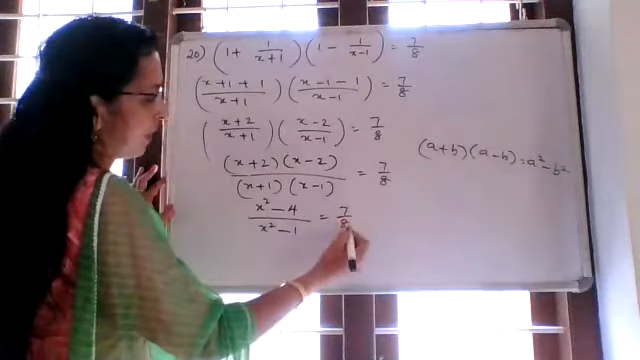 20) (1 + 1/(x+1)) (1 - 1/(x-1)) = 7/8
((x+1+1)/(x+1)) ((x-1-1)/(x-1)) = 7/8
((x+2)/(x+1)) ((x-2)/(x-1)) = 7/8
(x+2)(x-2)/((x+1)(x-1)) = 7/8
(x²-4)/(x²-1) = 7/8
(a+b)(a-b) = a²-b²